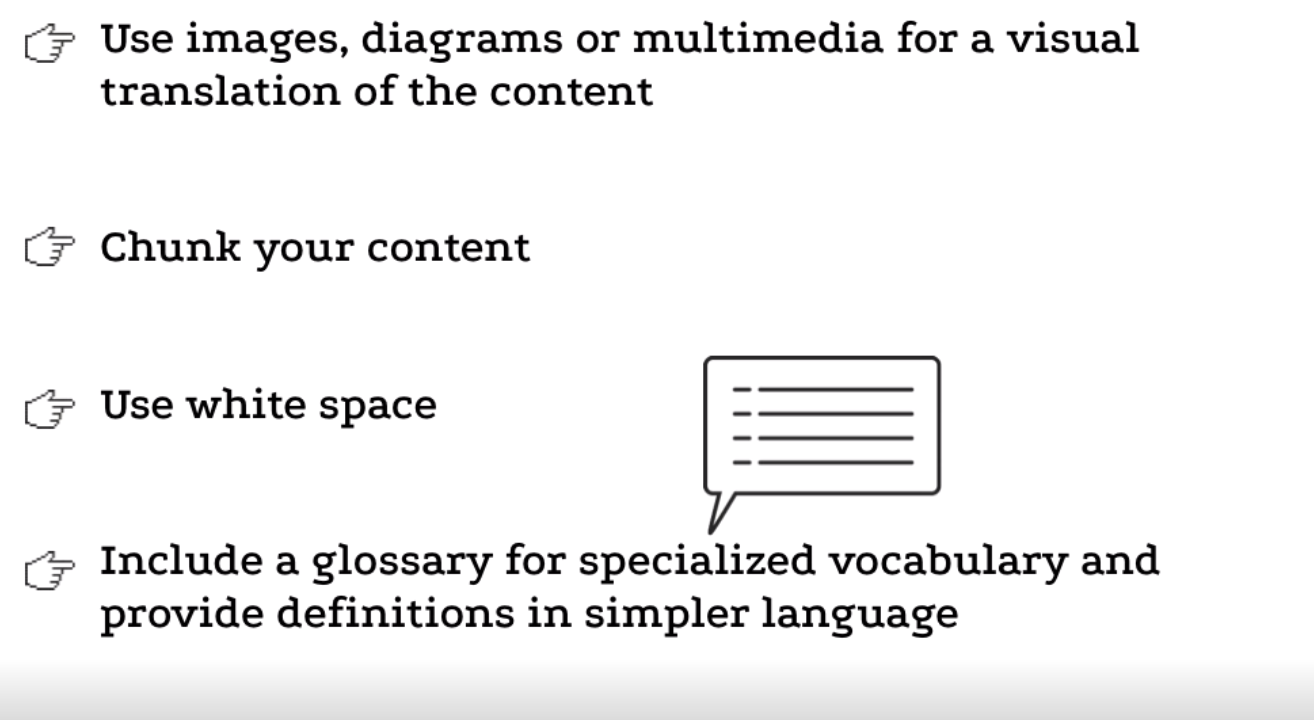 Use images, diagrams or multimedia for a visual
translation of the content
Chunk your content
Use white space
Include a glossary for specialized vocabulary and
provide definitions in simpler language